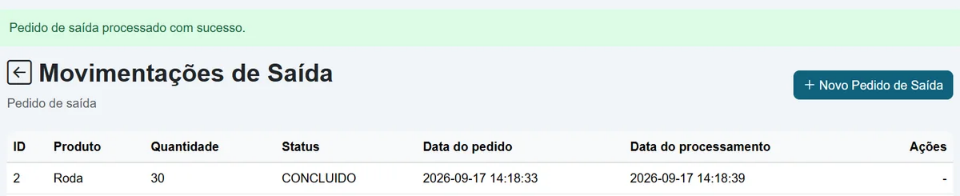 Pedido de saída processado com sucesso.
Movimentações de Saída
Pedido de saída
+ Novo Pedido de Saída
ID Produto Quantidade Status Data do pedido Data do processamento Ações
2 Roda 30 CONCLUIDO 2026-09-17 14:18:33 2026-09-17 14:18:39 -